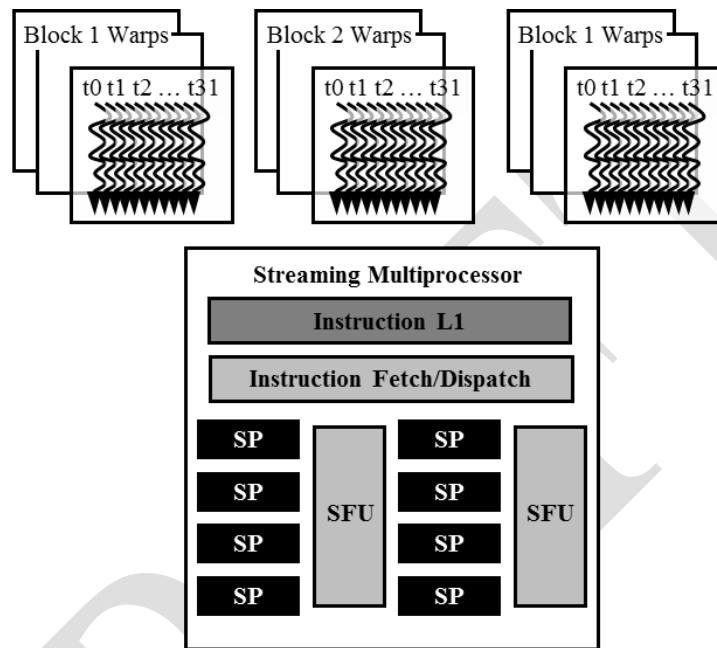 Block 1 Warps Block 2 Warps Block 1 Warps
t0 t1 t2 … t31 t0 t1 t2 … t31 t0 t1 t2 … t31
Streaming Multiprocessor
Instruction L1
Instruction Fetch/Dispatch
SP SP
SP SP
SFU SFU
SP SP
SP SP